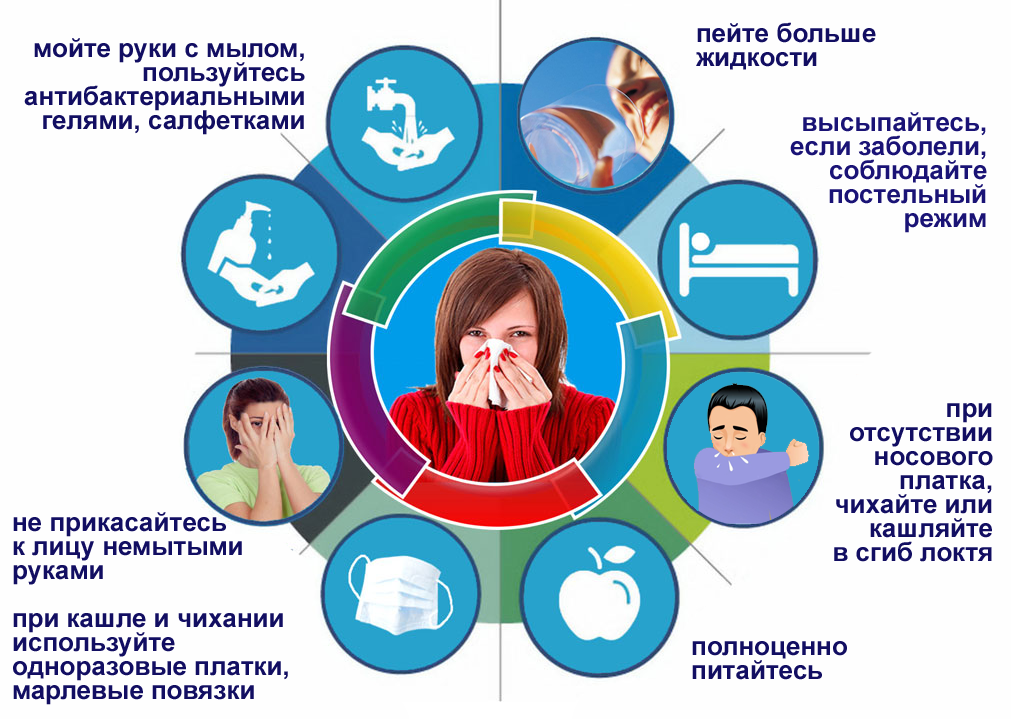 мойте руки с мылом,
пользуйтесь
антибактериальными
гелями, салфетками
пейте больше
жидкости
высыпайтесь,
если заболели,
соблюдайте
постельный
режим
при
отсутствии
носового
платка,
чихайте или
кашляйте
в сгиб локтя
не прикасайтесь
к лицу немытыми
руками
при кашле и чихании
используйте
одноразовые платки,
марлевые повязки
полноценно
питайтесь